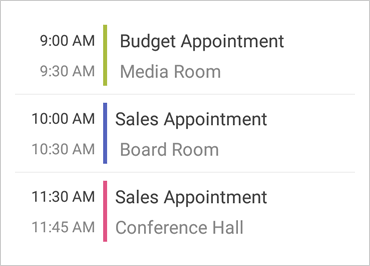 9:00 AM Budget Appointment
9:30 AM Media Room
10:00 AM Sales Appointment
10:30 AM Board Room
11:30 AM Sales Appointment
11:45 AM Conference Hall